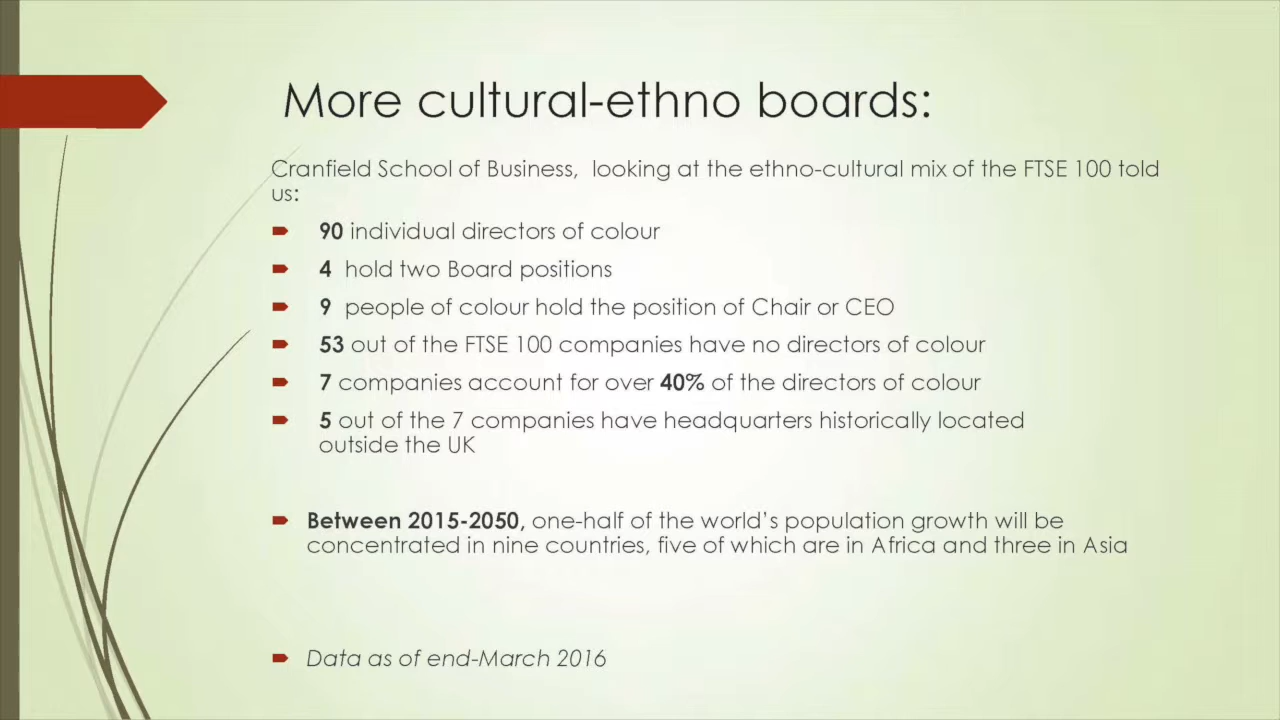 More cultural-ethno boards:
Cranfield School of Business, looking at the ethno-cultural mix of the FTSE 100 told
us:
90 individual directors of colour
4 hold two Board positions
9 people of colour hold the position of Chair or CEO
53 out of the FTSE 100 companies have no directors of colour
7 companies account for over 40% of the directors of colour
5 out of the 7 companies have headquarters historically located
outside the UK
Between 2015-2050, one-half of the world's population growth will be
concentrated in nine countries, five of which are in Africa and three in Asia
Data as of end-March 2016